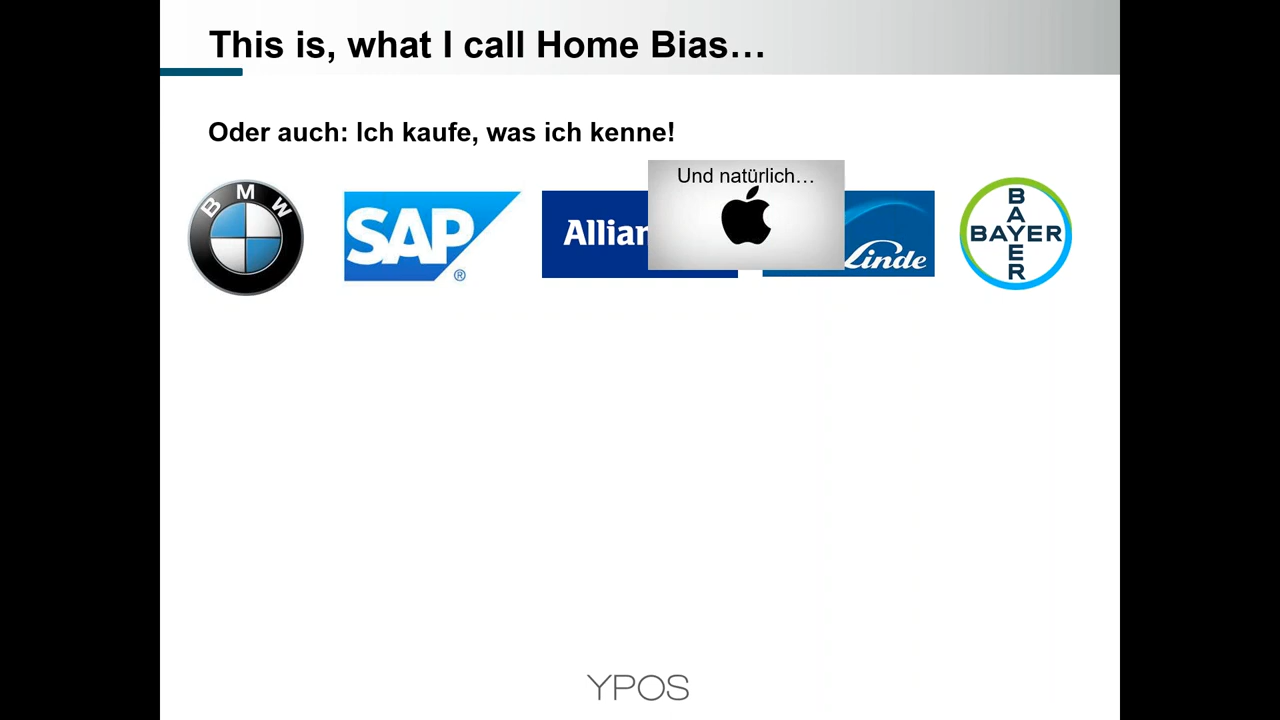 This is, what I call Home Bias…
Oder auch: Ich kaufe, was ich kenne!
BMW
SAP
®
Allian
Und natürlich…
Linde
BAYER
BAYER
YPOS